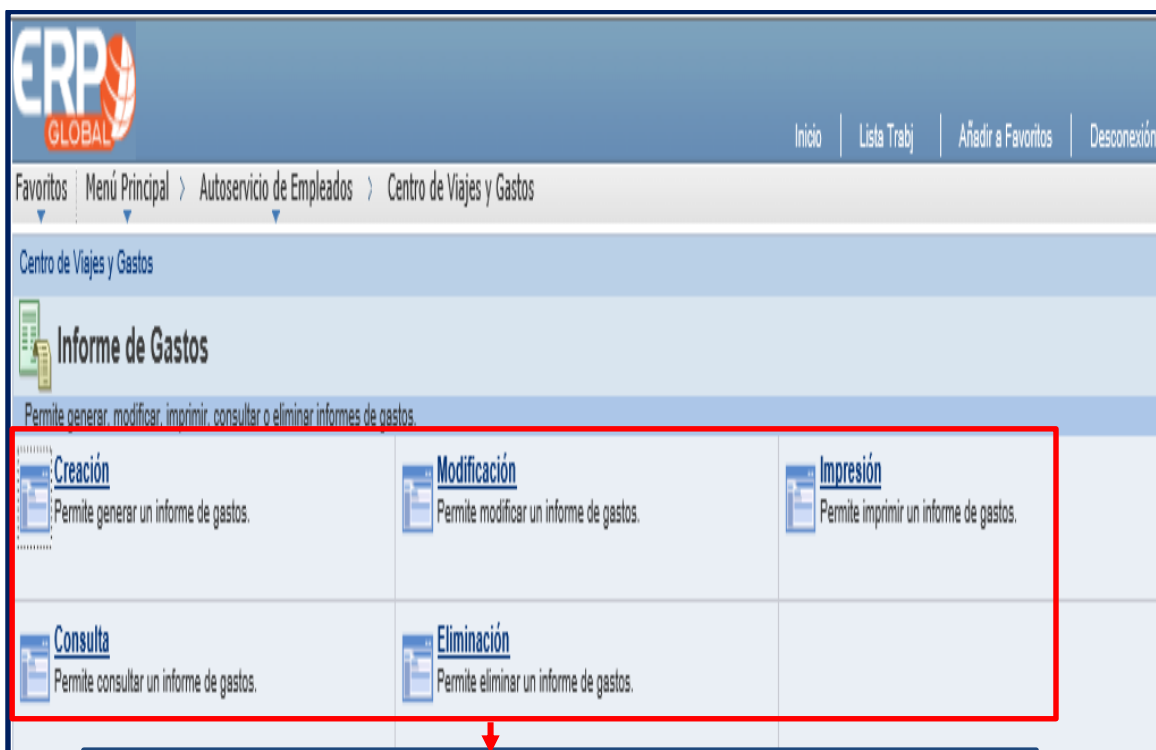 ERP
GLOBAL
Inicio Lista Trabj Añadir a Favoritos Desconexión
Favoritos Menú Principal > Autoservicio de Empleados > Centro de Viajes y Gastos
Centro de Viajes y Gastos
Informe de Gastos
Permite generar, modificar, imprimir, consultar o eliminar informes de gastos.
Creación Modificación Impresión
Permite generar un informe de gastos. Permite modificar un informe de gastos. Permite imprimir un informe de gastos.
Consulta Eliminación
Permite consultar un informe de gastos. Permite eliminar un informe de gastos.